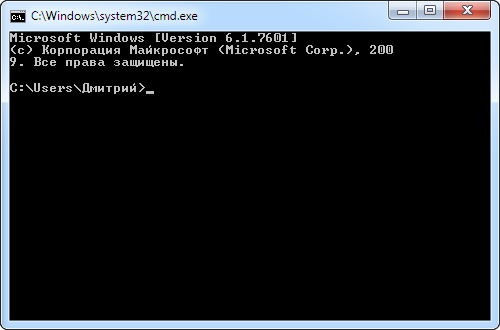 C:\Windows\system32\cmd.exe
Microsoft Windows [Version 6.1.7601]
(c) Корпорация Майкрософт (Microsoft Corp.), 200
9. Все права защищены.
C:\Users\Дмитрий>_